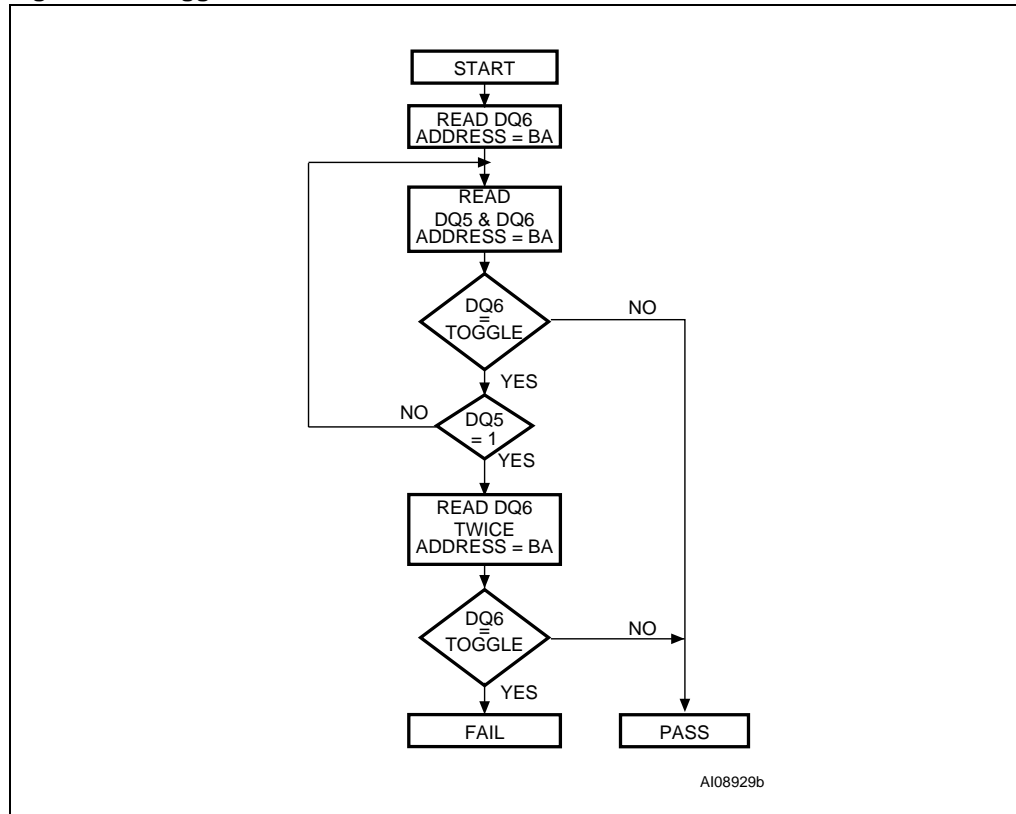 START
READ DQ6
ADDRESS = BA
READ
DQ5 & DQ6
ADDRESS = BA
DQ6
=
TOGGLE
NO
YES
NO
DQ5
= 1
YES
READ DQ6
TWICE
ADDRESS = BA
DQ6
=
TOGGLE
NO
YES
FAIL
PASS
AI08929b